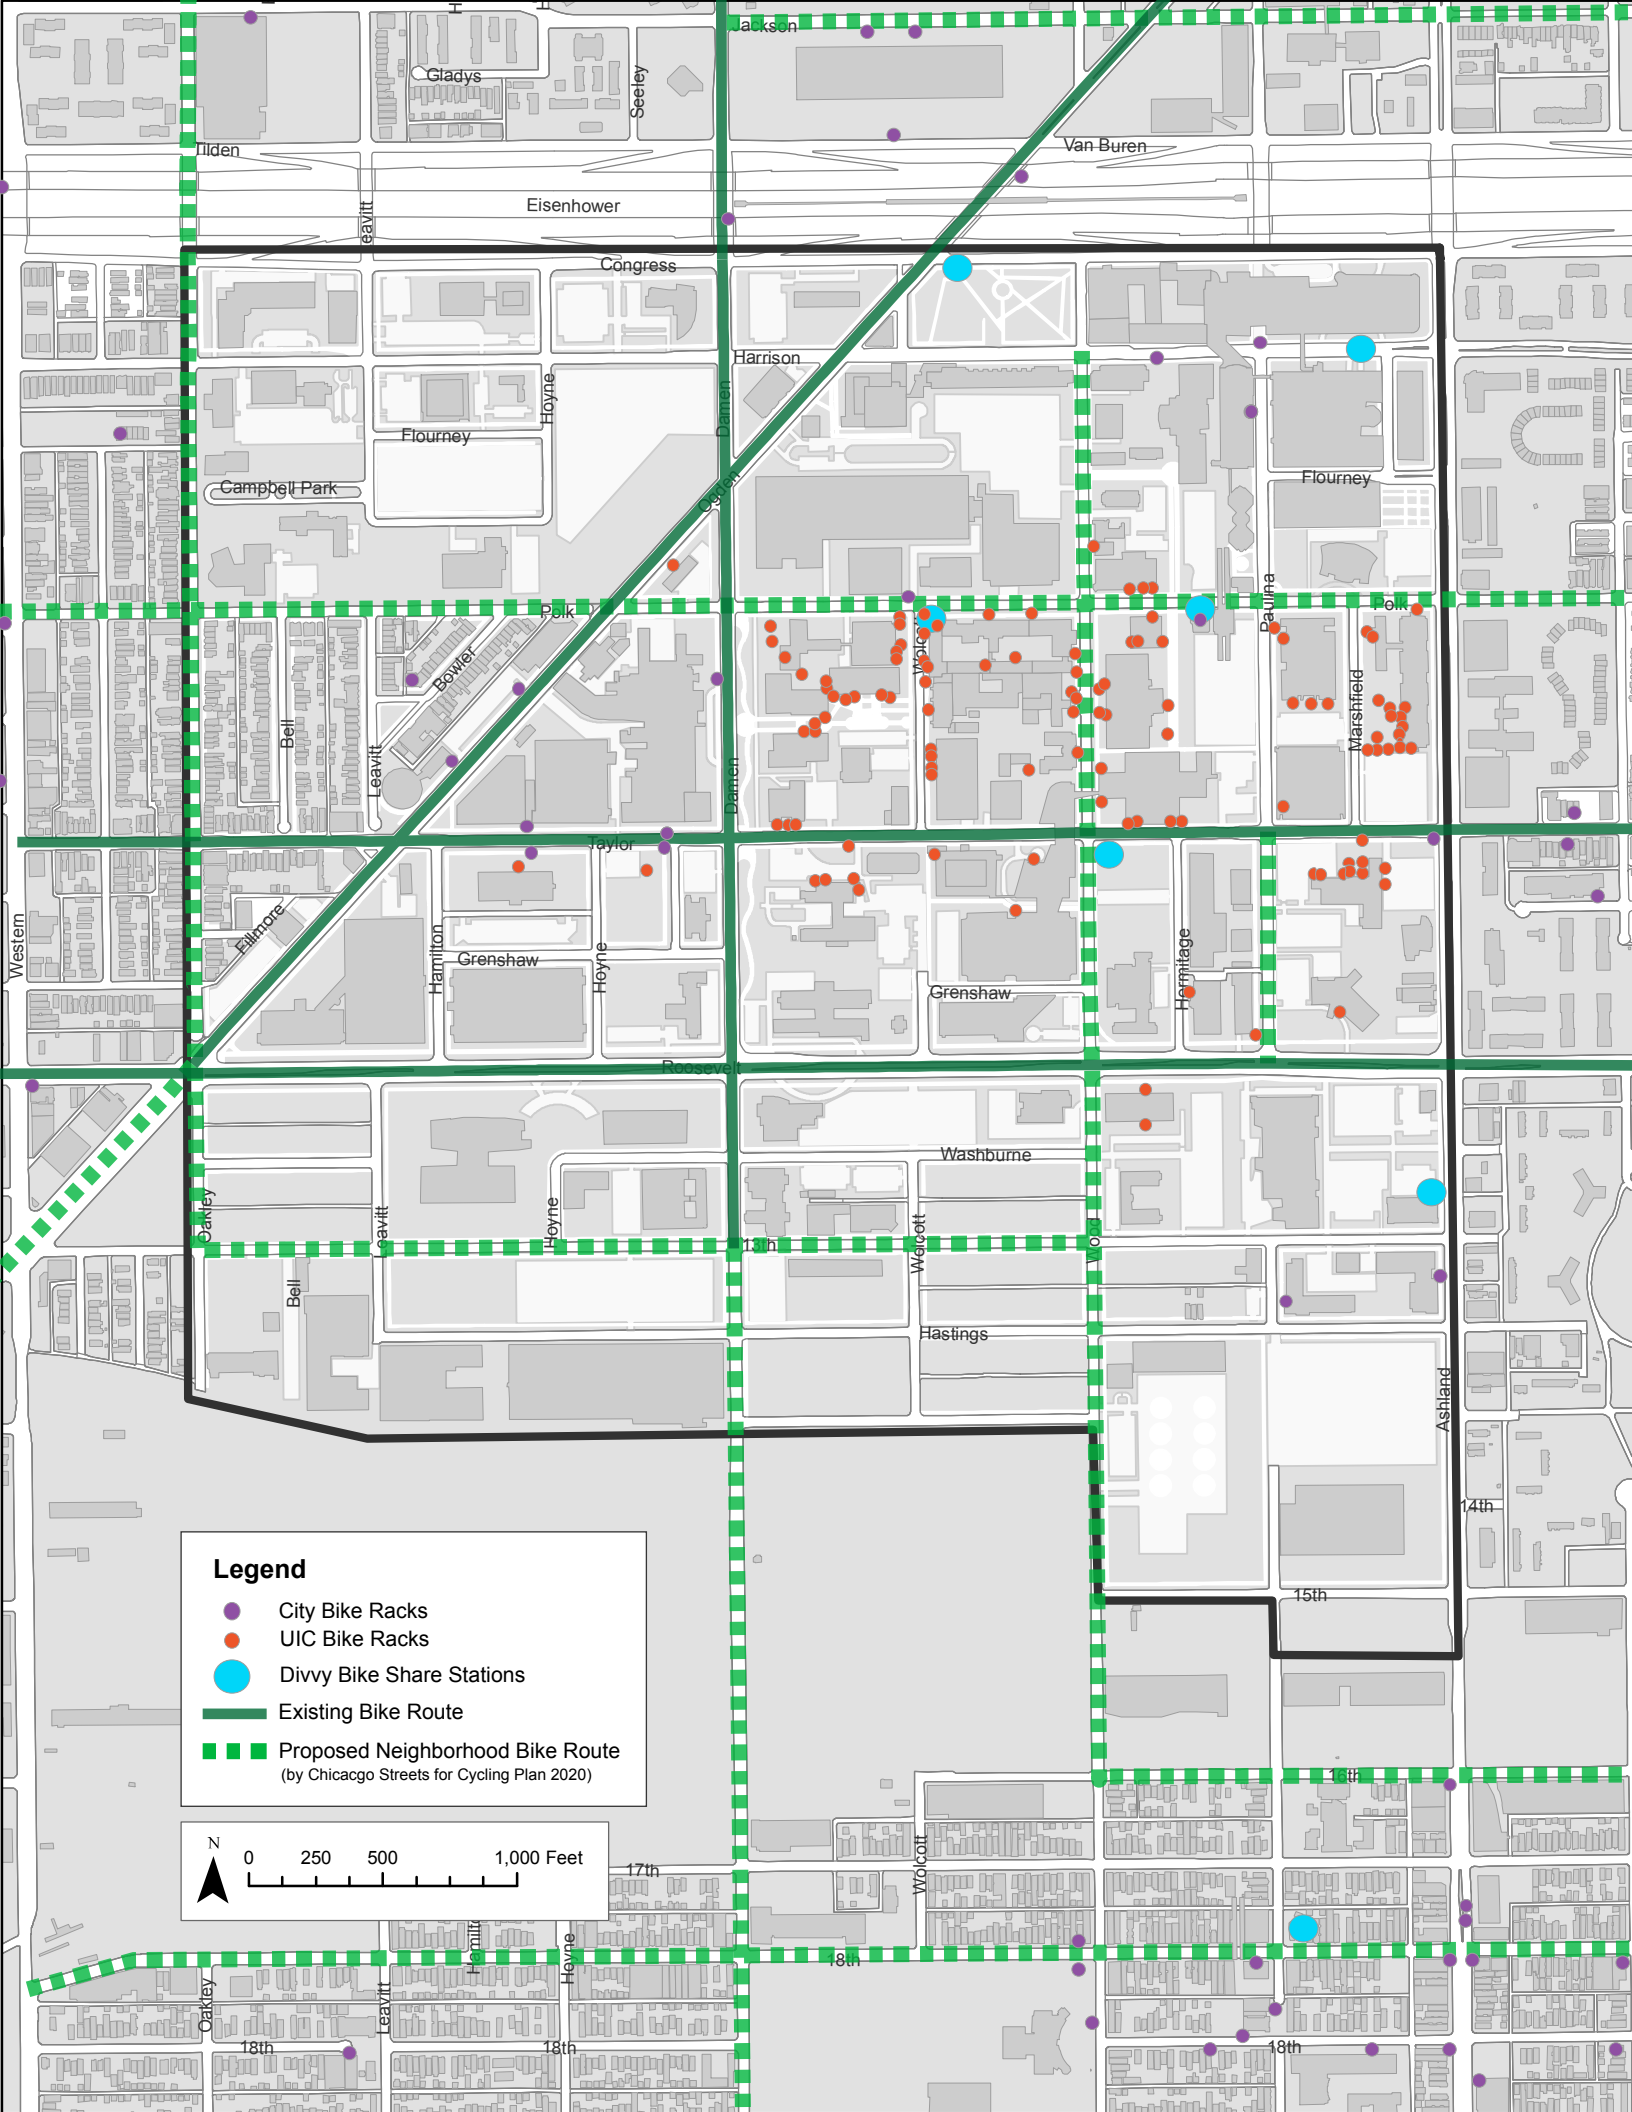 Jackson
Gladys
Seeley
Tilden
Van Buren
eavitt
Eisenhower
Congress
Harrison
Damen
Hoyne
Flourney
Campbell Park
Ogden
Flourney
Paulina
Polk
Polk
Wolcott
Bowler
Marshfield
Bell
Leavitt
Damen
Taylor
Fillmore
Western
Hamilton
Grenshaw
Hoyne
Hermitage
Grenshaw
Roosevelt
Washburne
Oakley
Leavitt
Hoyne
13th
Wolcott
Wood
Bell
Hastings
Ashland
14th
15th
Legend
City Bike Racks
UIC Bike Racks
Divvy Bike Share Stations
Existing Bike Route
Proposed Neighborhood Bike Route
(by Chicacgo Streets for Cycling Plan 2020)
16th
N
0 250 500 1,000 Feet
17th
Wolcott
Hamilto
Hoyne
18th
Oakley
Leavitt
18th
18th
18th